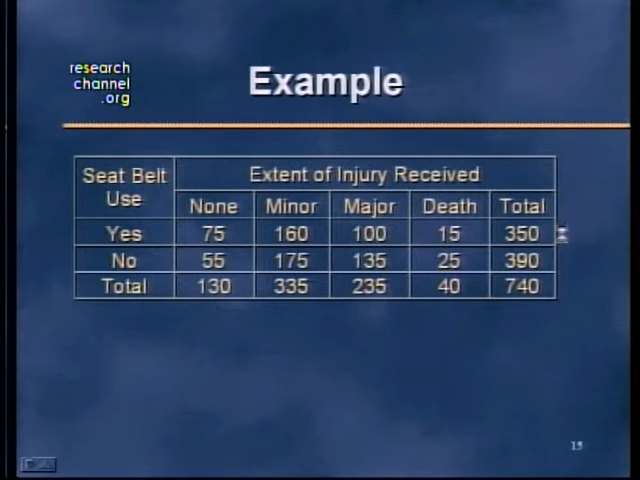 research
channel
.org
Example
Seat Belt Use Extent of Injury Received
None Minor Major Death Total
Yes 75 160 100 15 350
No 55 175 135 25 390
Total 130 335 235 40 740
15